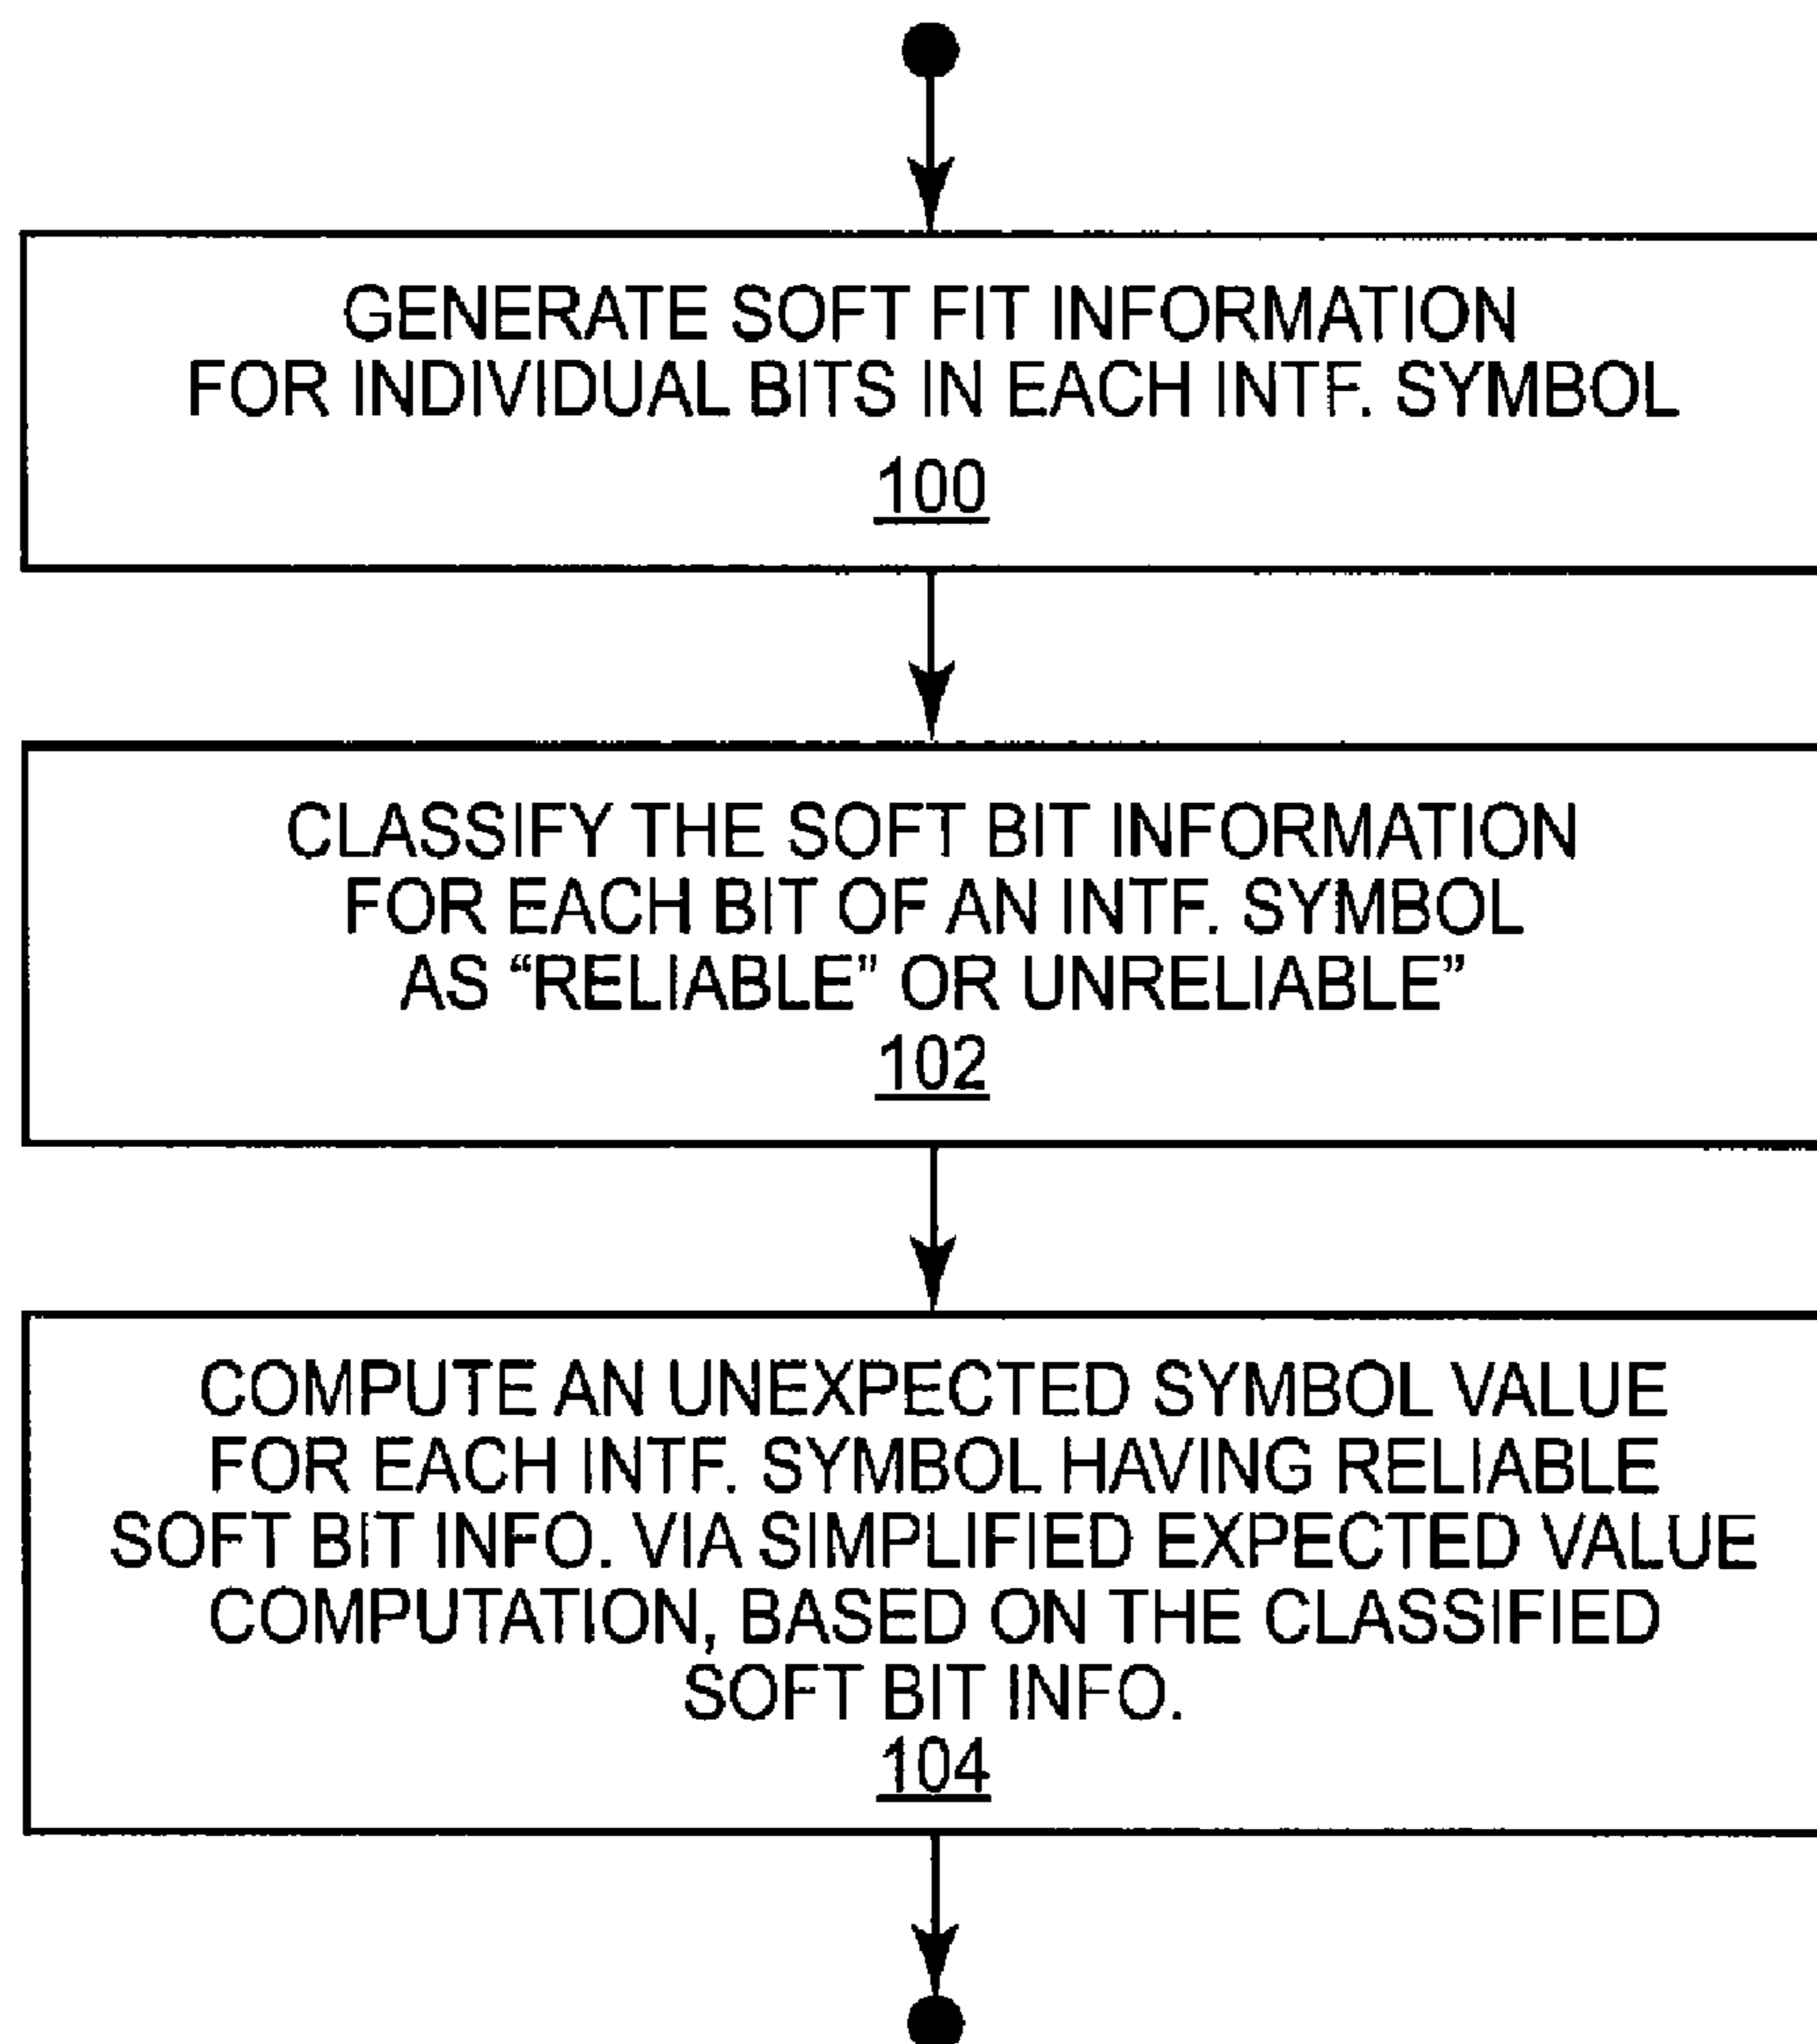 GENERATE SOFT FIT INFORMATION
FOR INDIVIDUAL BITS IN EACH INTF. SYMBOL
100
CLASSIFY THE SOFT BIT INFORMATION
FOR EACH BIT OF AN INTF. SYMBOL
AS “RELIABLE” OR UNRELIABLE”
102
COMPUTE AN UNEXPECTED SYMBOL VALUE
FOR EACH INTF. SYMBOL HAVING RELIABLE
SOFT BIT INFO. VIA SIMPLIFIED EXPECTED VALUE
COMPUTATION, BASED ON THE CLASSIFIED
SOFT BIT INFO.
104